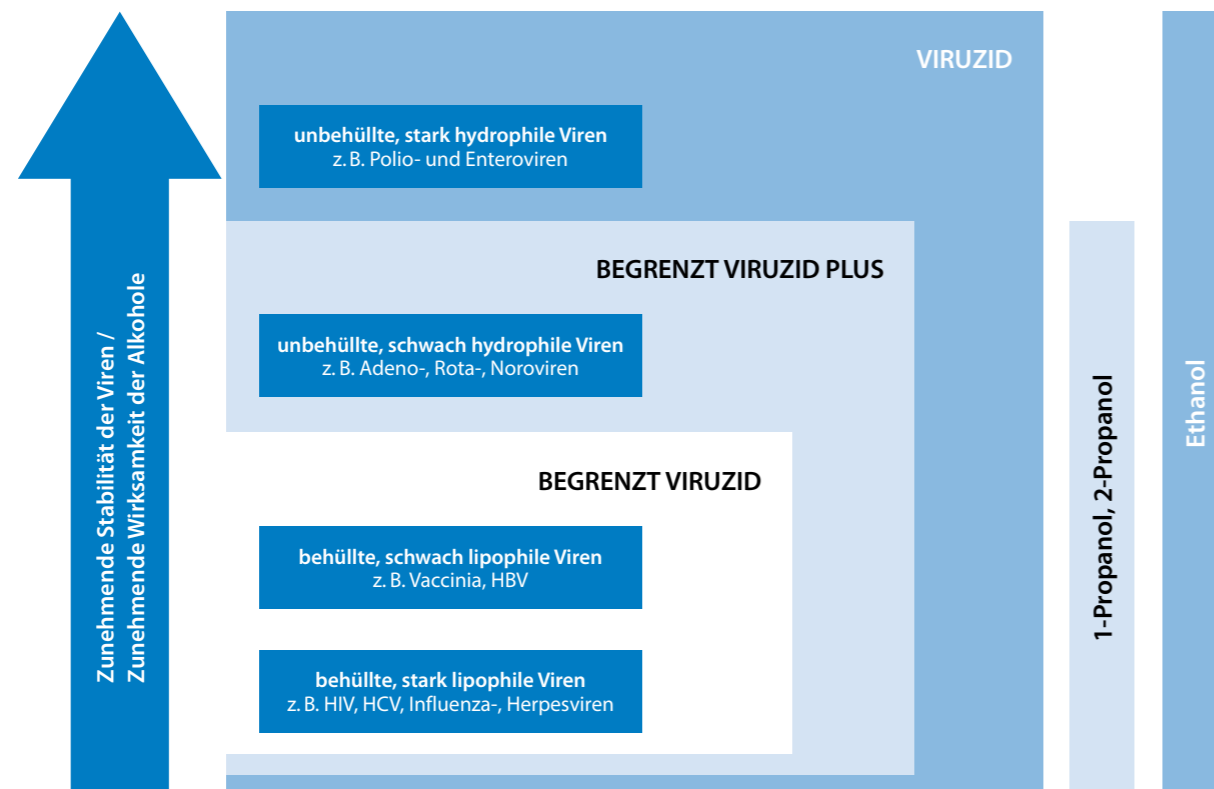 VIRUZID
unbehüllte, stark hydrophile Viren
z. B. Polio- und Enteroviren
BEGRENZT VIRUZID PLUS
unbehüllte, schwach hydrophile Viren
z. B. Adeno-, Rota-, Noroviren
BEGRENZT VIRUZID
behüllte, schwach lipophile Viren
z. B. Vaccinia, HBV
behüllte, stark lipophile Viren
z. B. HIV, HCV, Influenza-, Herpesviren
Zunehmende Stabilität der Viren /
Zunehmende Wirksamkeit der Alkohole
1-Propanol, 2-Propanol
Ethanol